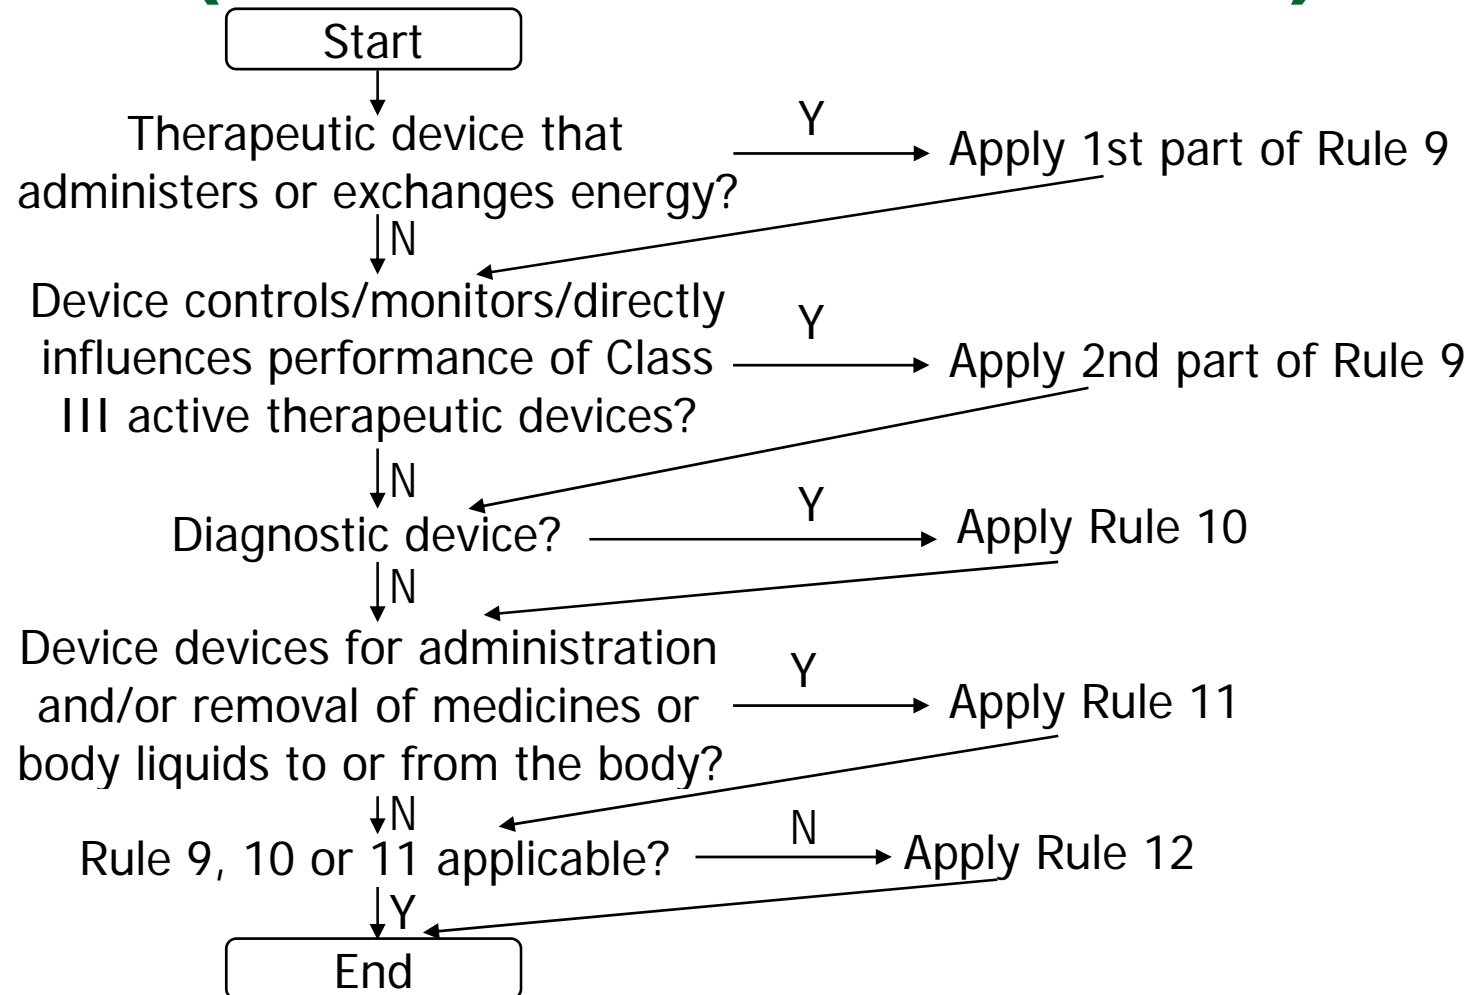 Start
Therapeutic device that
administers or exchanges energy?
Y
Apply 1st part of Rule 9
N
Device controls/monitors/directly
influences performance of Class
III active therapeutic devices?
Y
Apply 2nd part of Rule 9
N
Diagnostic device?
Y
Apply Rule 10
N
Device devices for administration
and/or removal of medicines or
body liquids to or from the body?
Y
Apply Rule 11
N
Rule 9, 10 or 11 applicable?
N
Apply Rule 12
Y
End